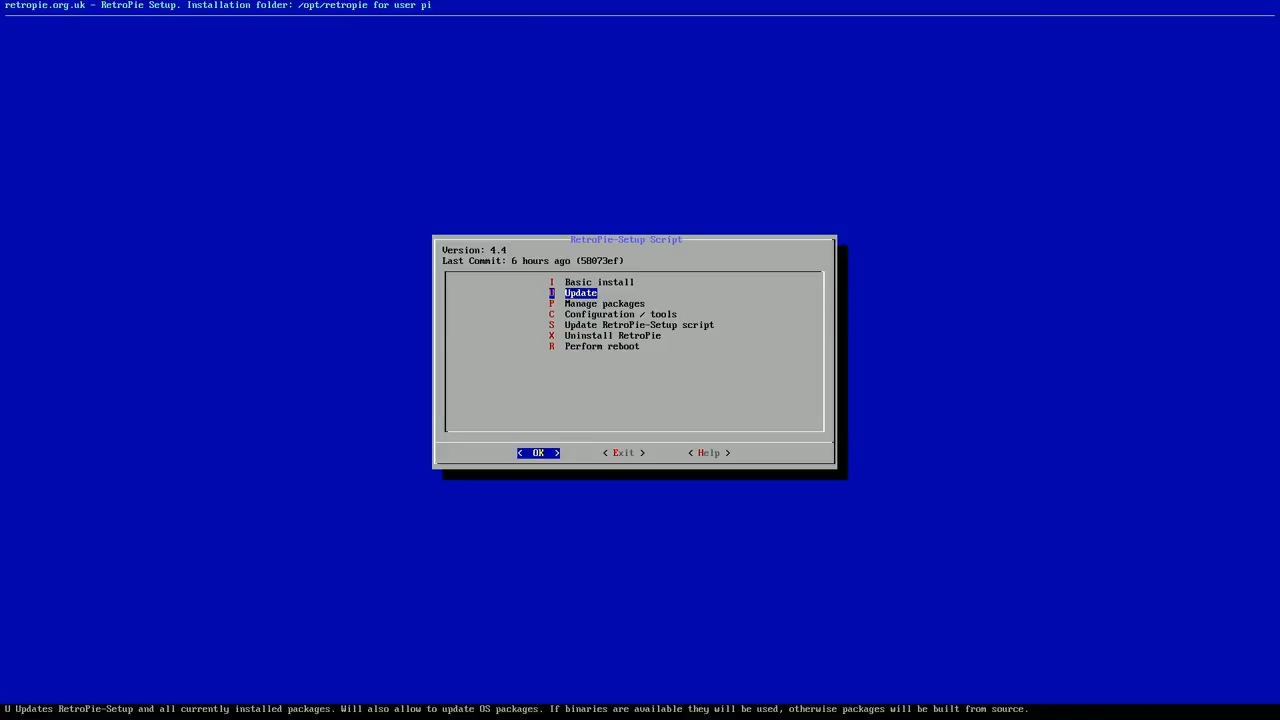 retropie.org.uk - RetroPie Setup. Installation folder: /opt/retropie for user pi
RetroPie-Setup Script
Version: 4.4
Last Commit: 6 hours ago (58073ef)
I Basic install
U Update
P Manage packages
C Configuration / tools
S Update RetroPie-Setup script
X Uninstall RetroPie
R Perform reboot
< OK > < Exit > < Help >
U Updates RetroPie-Setup and all currently installed packages. Will also allow to update OS packages. If binaries are available they will be used, otherwise packages will be built from source.